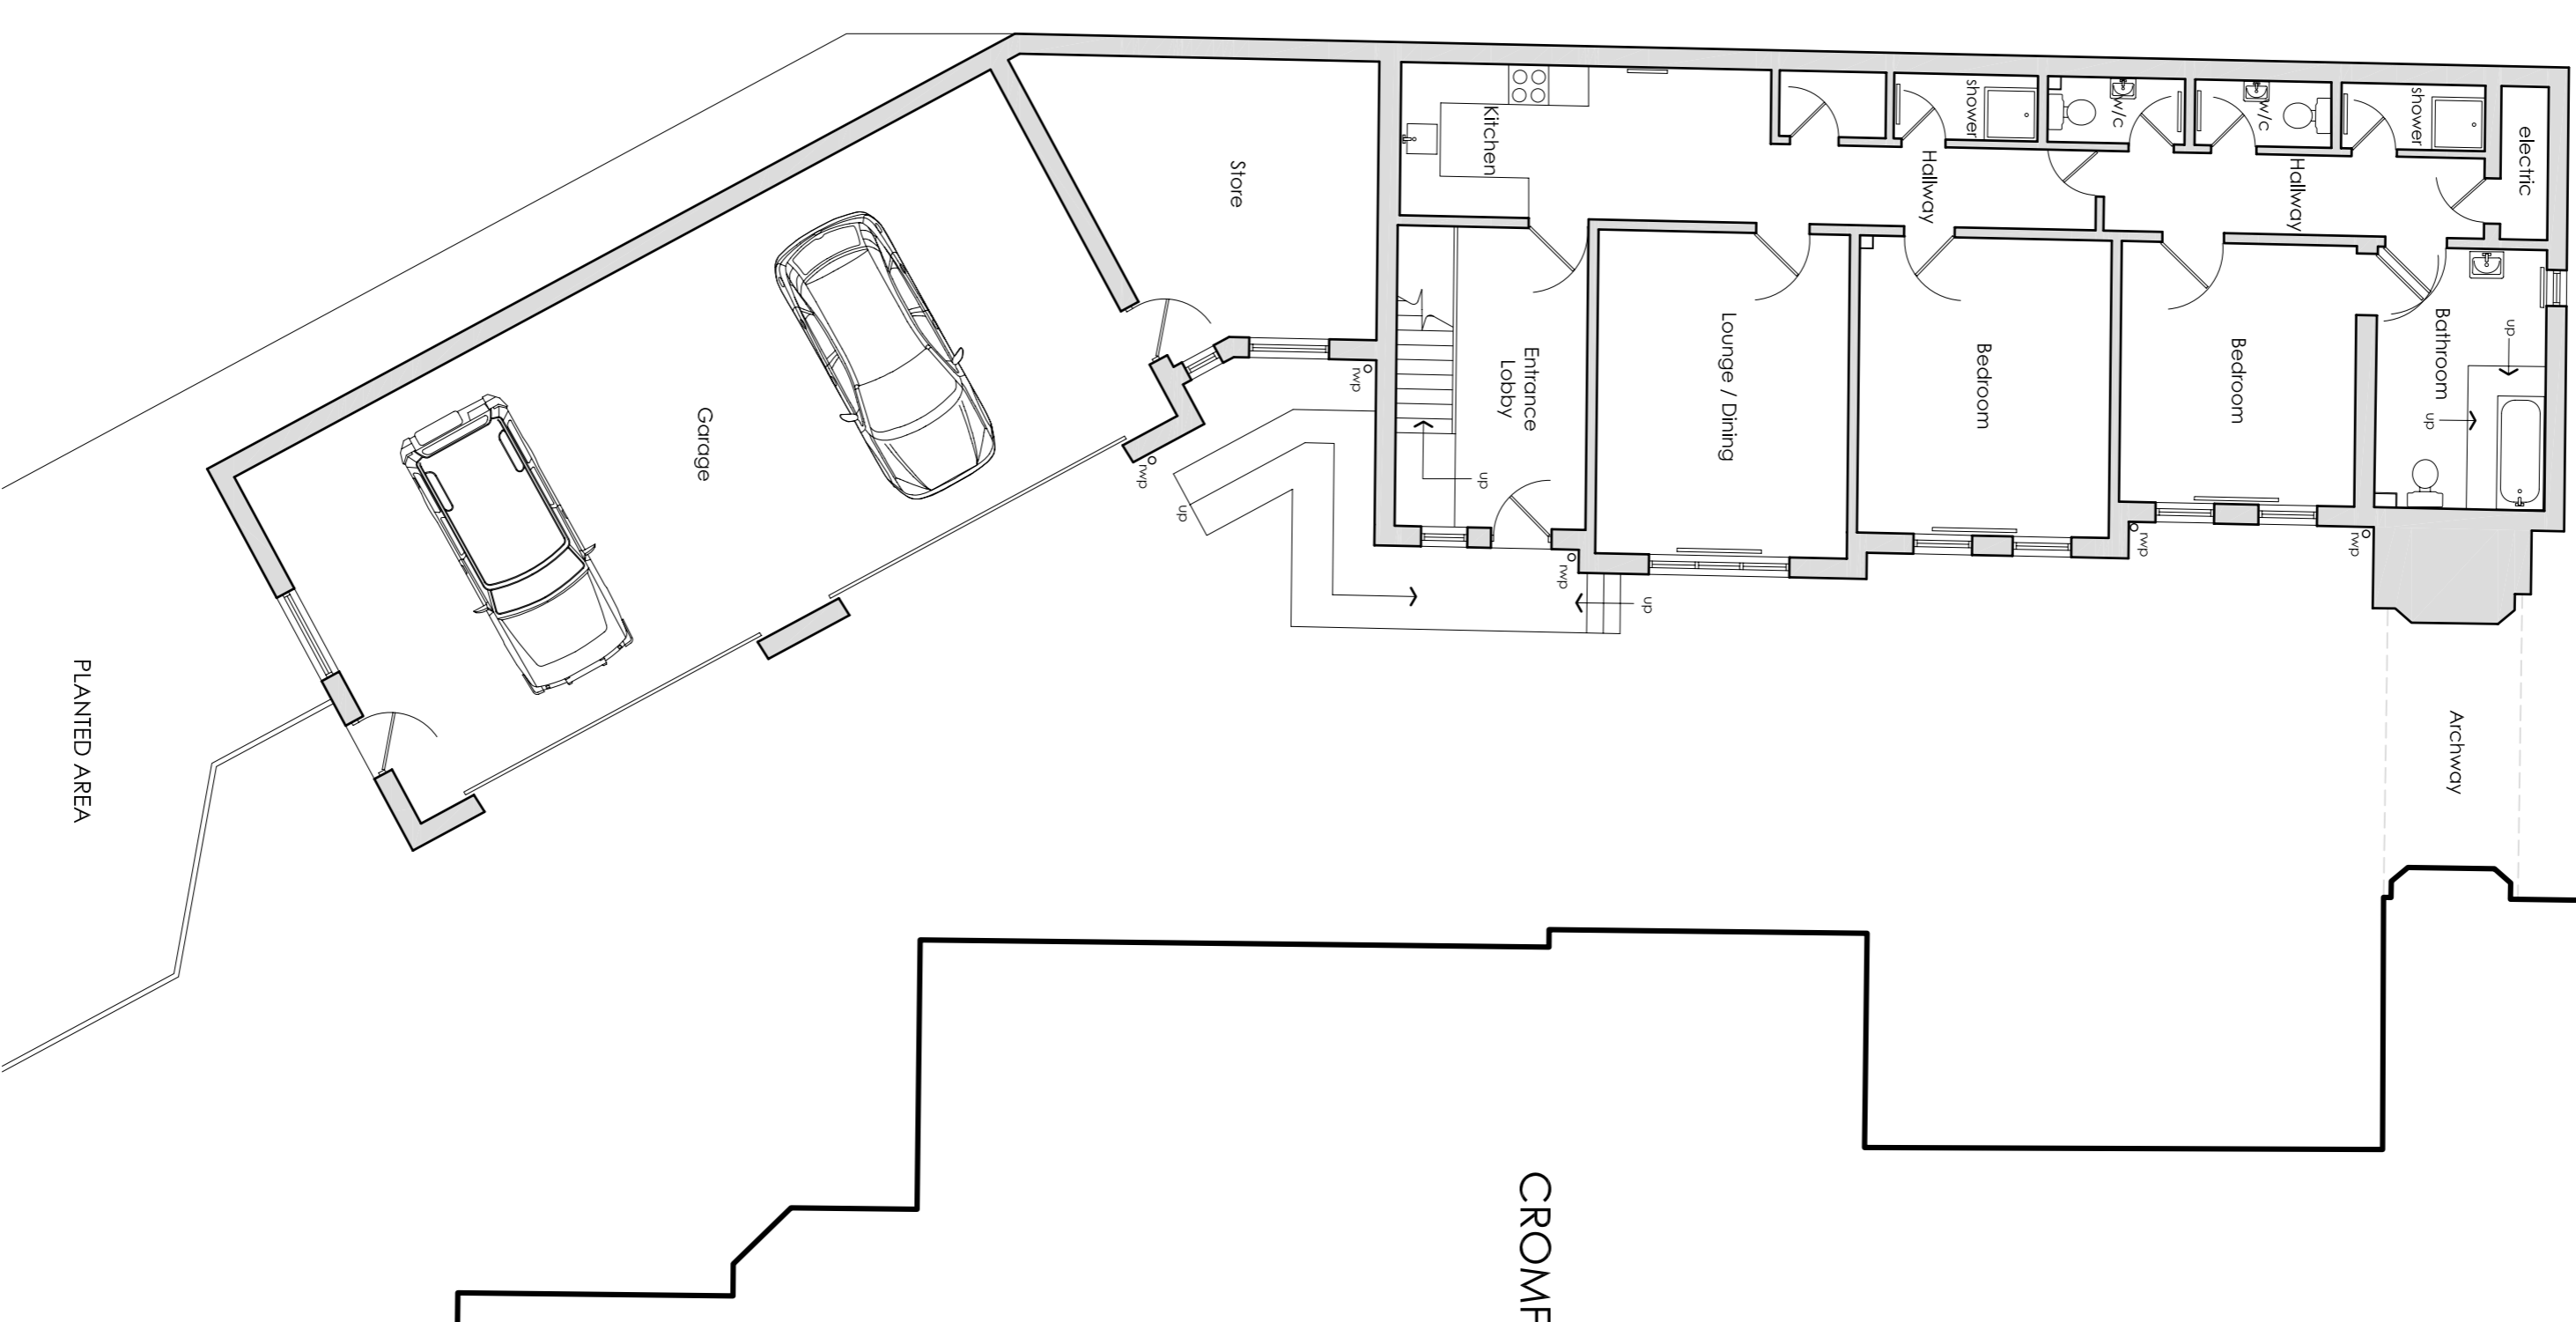 electric
shower
w/c
w/c
shower
Hallway
Hallway
Kitchen
Store
up
Bathroom
up
Bedroom
Bedroom
Lounge / Dining
Entrance
Lobby
up
rwp
rwp
rwp
rwp
rwp
up
up
Garage
PLANTED AREA
Archway
CROMF